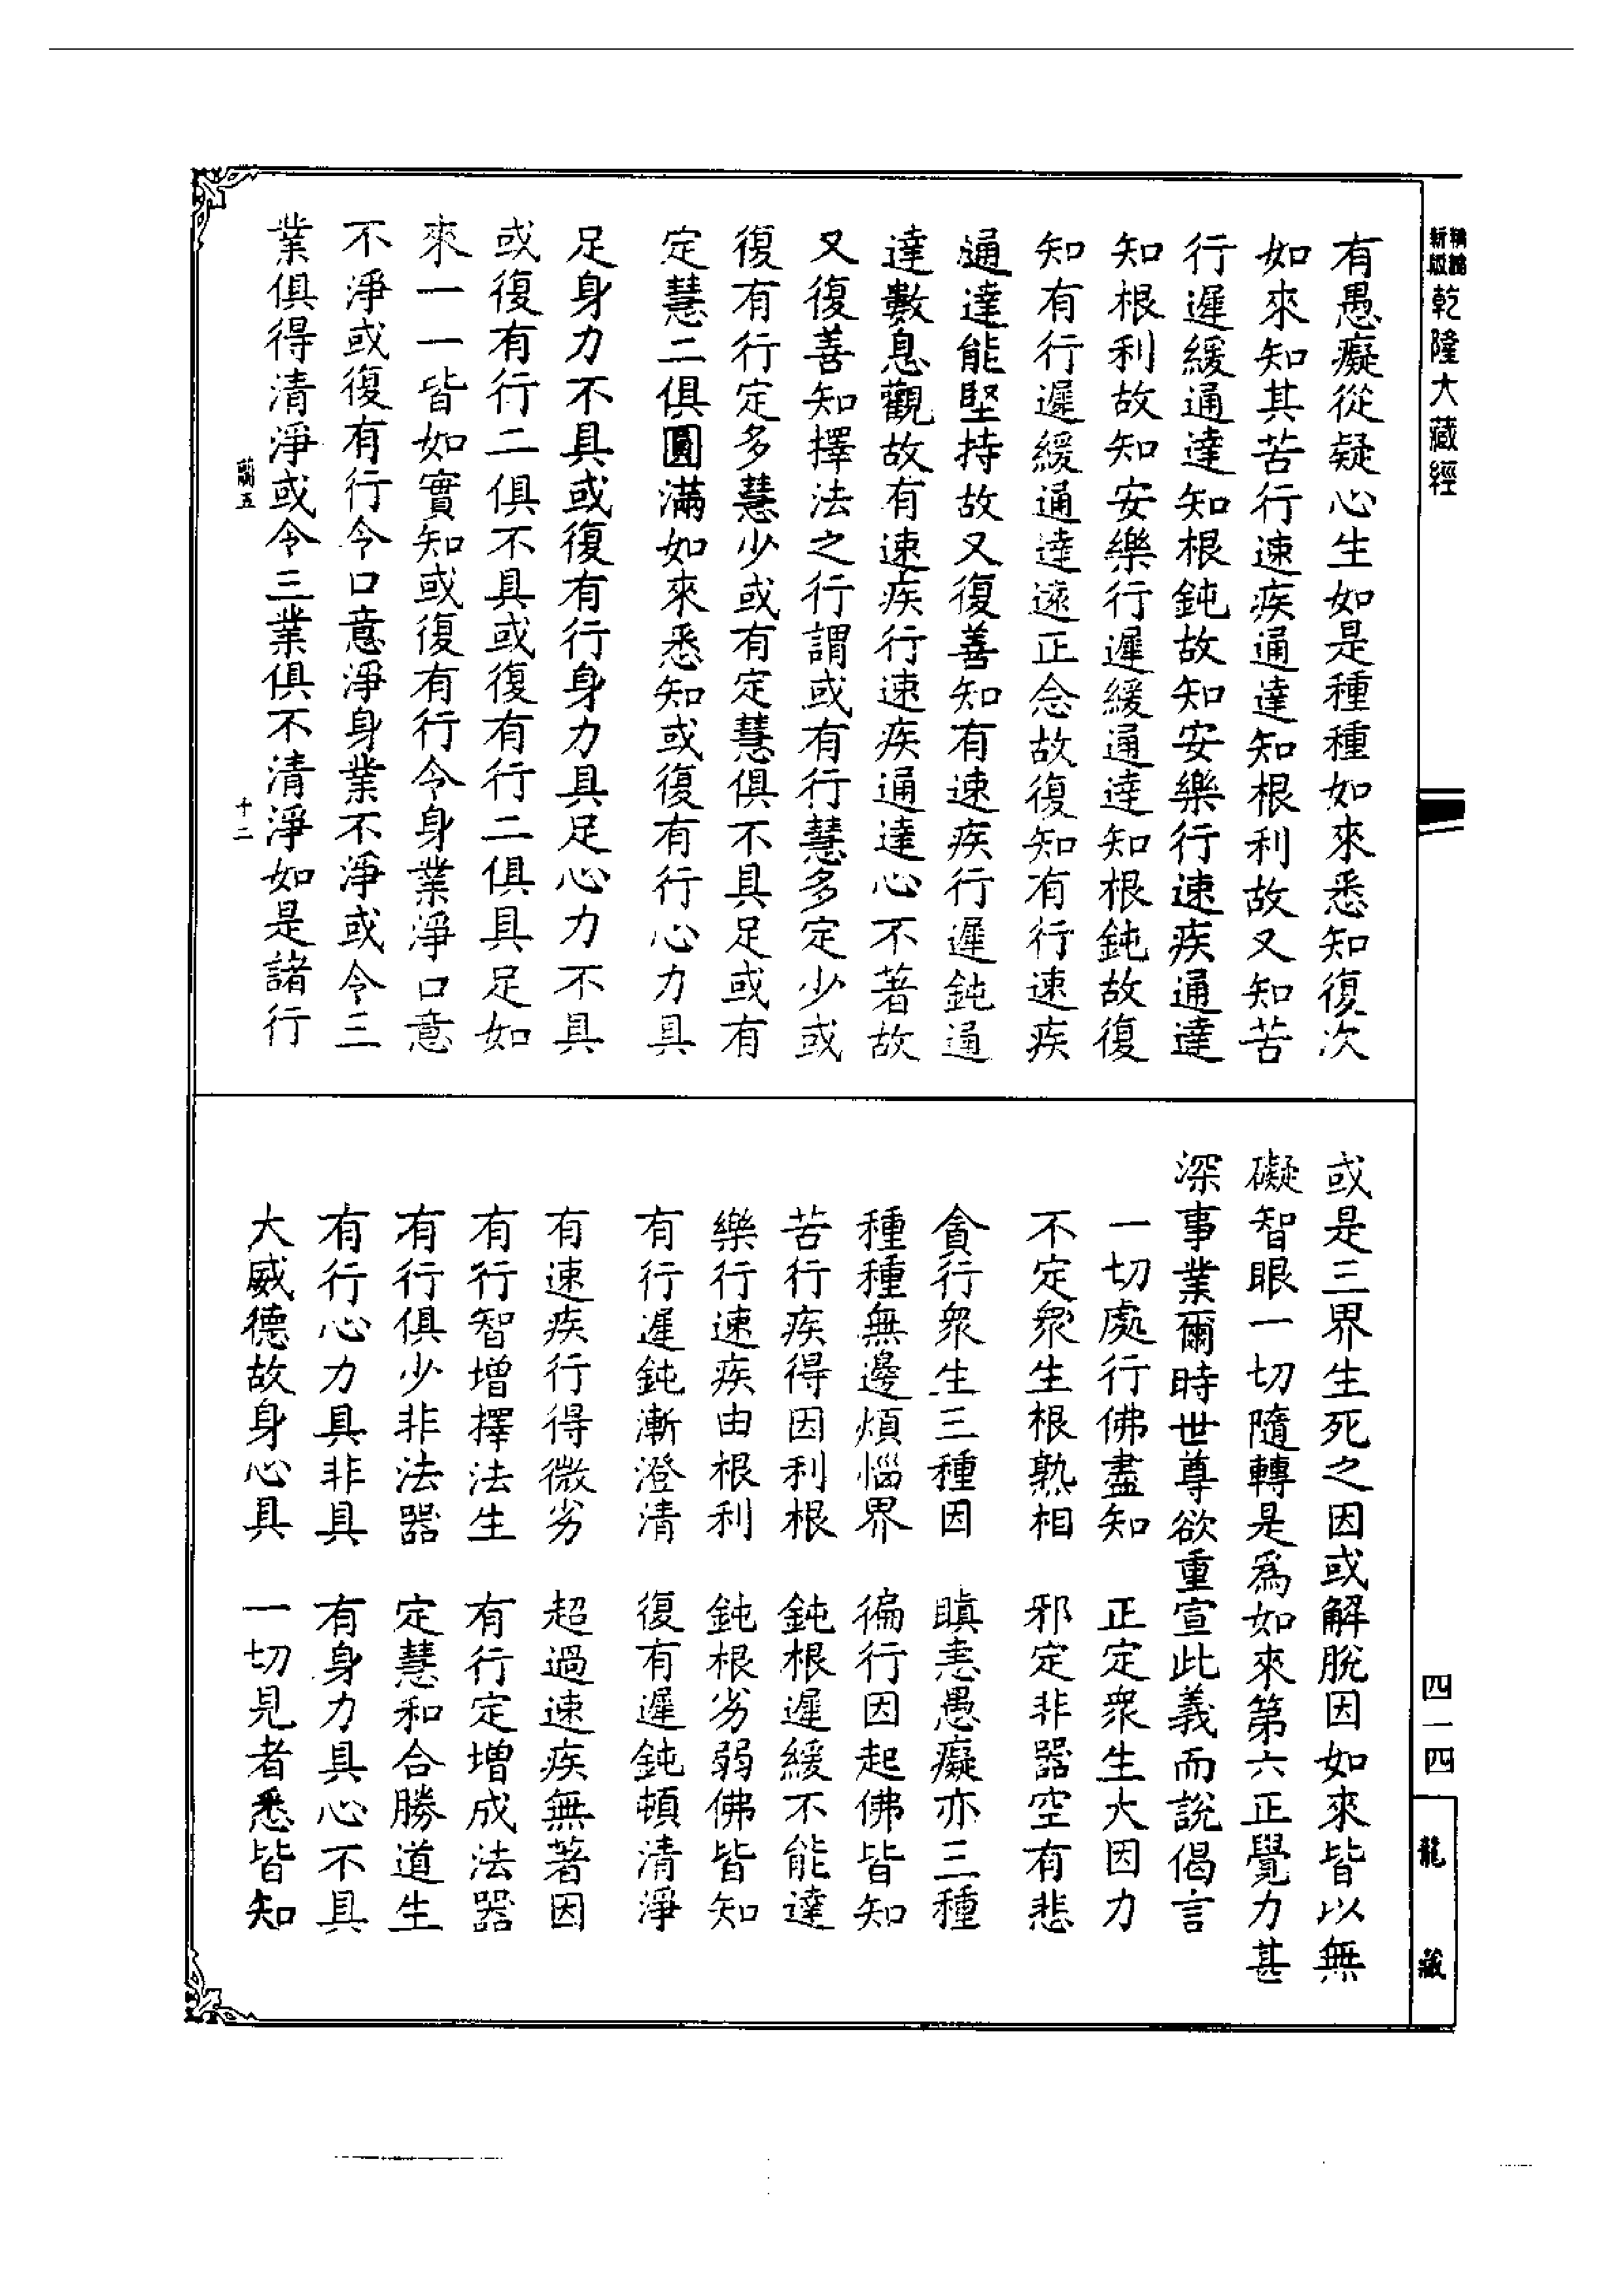 新編
縮版
乾隆大藏經
有愚癡從疑心生如是種種如來悉知復次
如來知其苦行速疾通達知根利故又知苦
行遲緩通達知根鈍故知安樂行速疾通達
知根利故知安樂行遲緩通達知根鈍故復
知有行遲緩通達速正念故復知有行速疾
通達能堅持故又復善知有速疾行遲鈍通
達數息觀故有速疾行速疾通達心不著故
又復善知擇法之行謂或有行慧多定少或
復有行定多慧少或有定慧俱不具足或有
定慧二俱圓滿如來悉知或復有行心力具
足身力不具或復有行身力具足心力不具
或復有行二俱不具或復有行二俱具足如
來一一皆如實知或復有行令身業淨口意
不淨或復有行令口意淨身業不淨或令三
業俱得清淨或令三業俱不清淨如是諸行
五
十二
或是三界生死之因或解脫因如來皆以無
礙智眼一切隨轉是為如來第六正覺力甚
深事業爾時世尊欲重宣此義而說偈言
一切處行佛盡知 正定眾生大因力
不定眾生根熟相 邪定非器空有悲
貪行眾生三種因 瞋恚愚癡亦三種
種種無邊煩惱界 徧行因起佛皆知
苦行疾得因利根 鈍根遲緩不能達
樂行速疾由根利 鈍根劣弱佛皆知
有行遲鈍漸澄清 復有遲鈍頓清淨
有速疾行得微劣 超過速疾無著因
有行智增擇法生 有行定增成法器
有行俱少非法器 定慧和合勝道生
有行心力具非具 有身力具心不具
大威德故身心具 一切見者悉皆知
四一四
龍藏